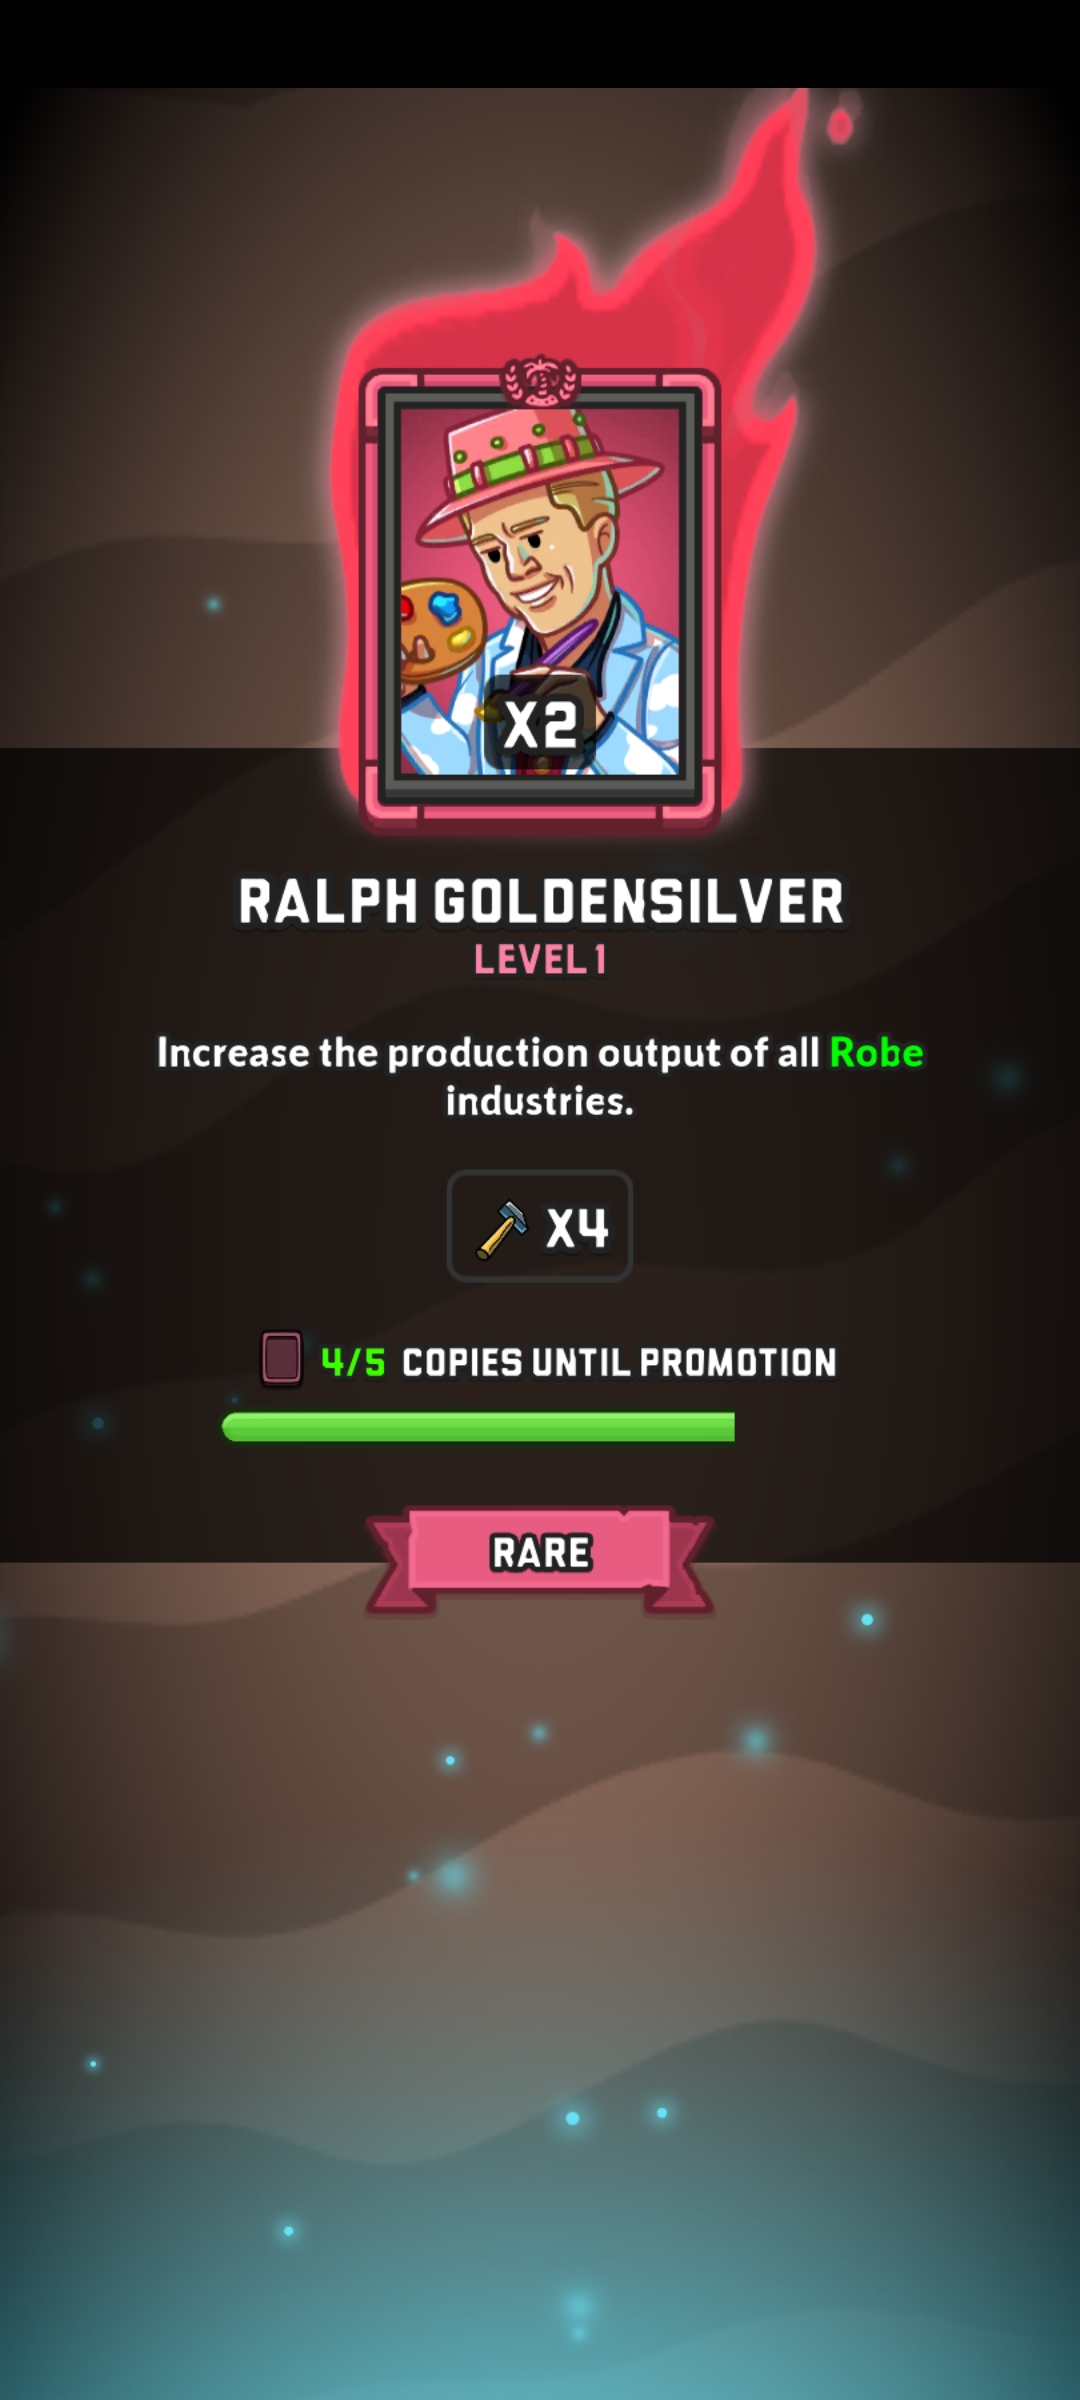 X2
RALPH GOLDENSILVER
LEVEL 1
Increase the production output of all Robe
industries.
X4
4/5 COPIES UNTIL PROMOTION
RARE